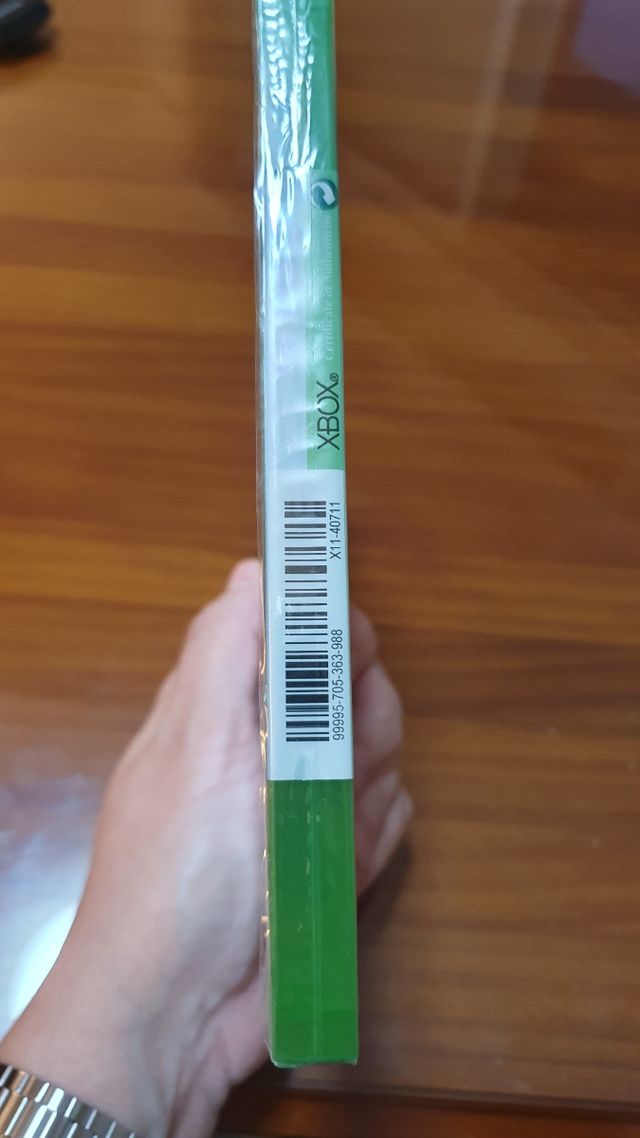 Certificate of Authenticity
XBOX®
X11-40711
99995-705-363-988